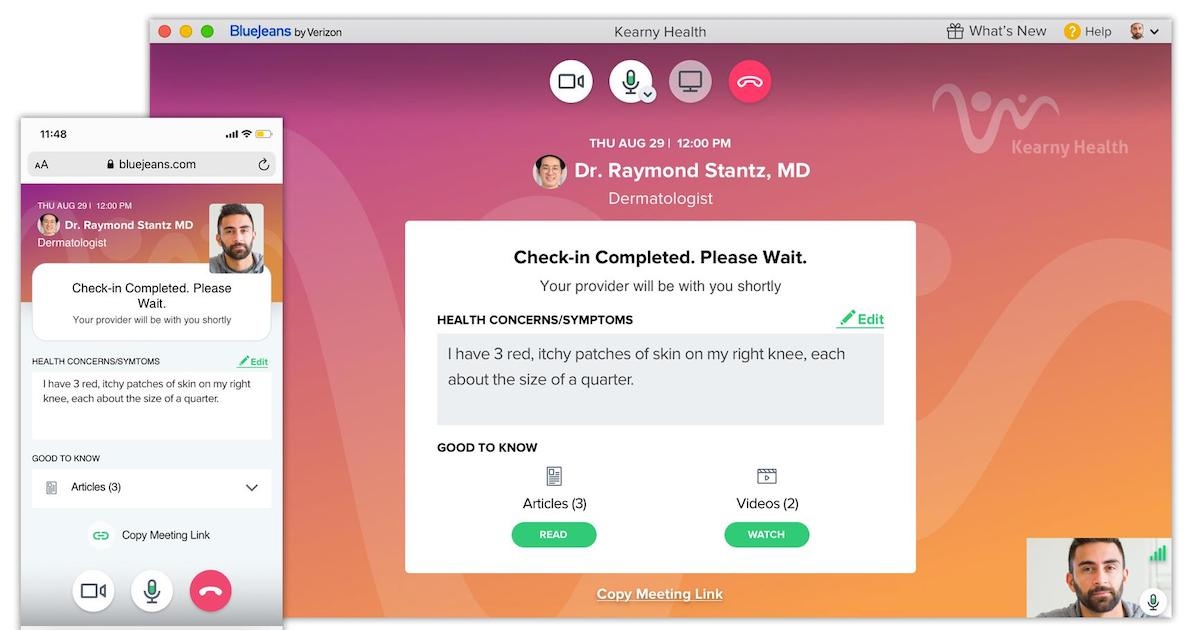 BlueJeans by Verizon
Kearny Health
What's New
? Help
THU AUG 29 | 12:00 PM
Dr. Raymond Stantz, MD
Dermatologist
Kearny Health
Check-in Completed. Please Wait.
Your provider will be with you shortly
HEALTH CONCERNS/SYMPTOMS
Edit
I have 3 red, itchy patches of skin on my right knee, each
about the size of a quarter.
GOOD TO KNOW
Articles (3)
Videos (2)
READ
WATCH
Copy Meeting Link
11:48
AA
bluejeans.com
THU AUG 29 | 12:00 PM
Dr. Raymond Stantz MD
Dermatologist
Check-in Completed. Please
Wait.
Your provider will be with you shortly
HEALTH CONCERNS/SYMTOMS
Edit
I have 3 red, itchy patches of skin on my right
knee, each about the size of a quarter.
GOOD TO KNOW
Articles (3)
Copy Meeting Link